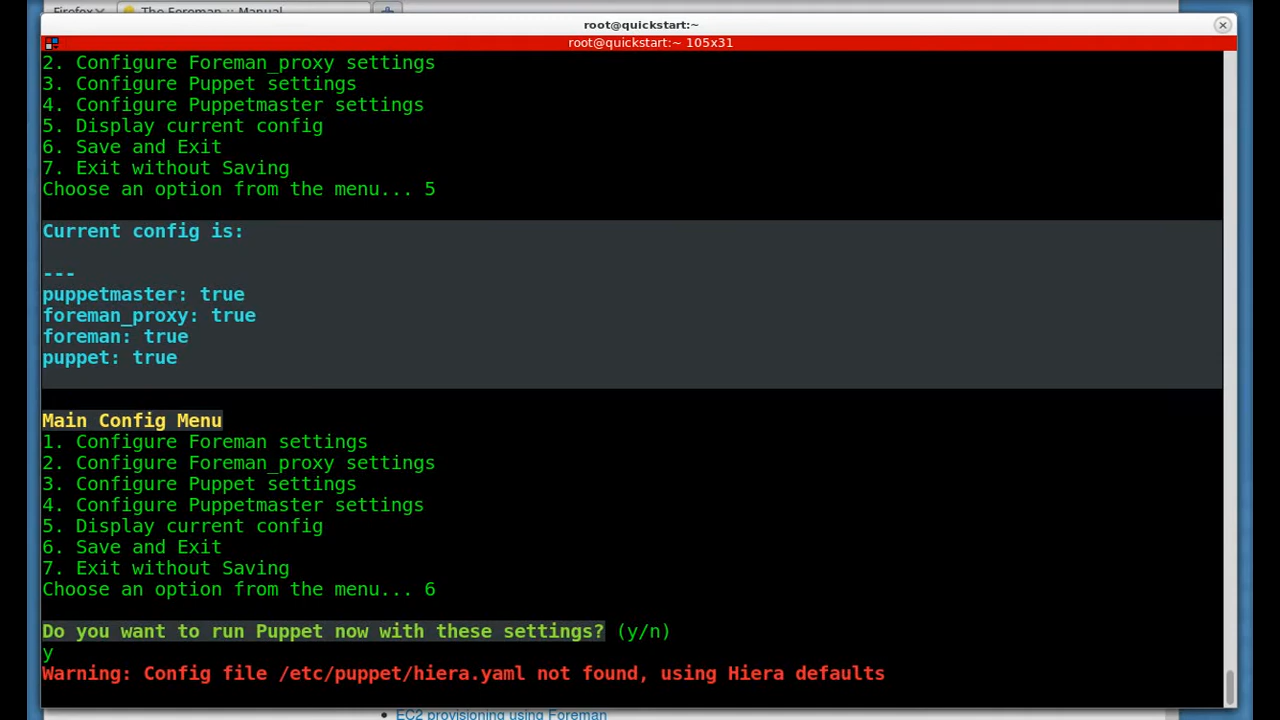 Firefox
The Foreman :: Manual
root@quickstart:~
root@quickstart:~ 105x31
2. Configure Foreman_proxy settings
3. Configure Puppet settings
4. Configure Puppetmaster settings
5. Display current config
6. Save and Exit
7. Exit without Saving
Choose an option from the menu... 5
Current config is:
---
puppetmaster: true
foreman_proxy: true
foreman: true
puppet: true
Main Config Menu
1. Configure Foreman settings
2. Configure Foreman_proxy settings
3. Configure Puppet settings
4. Configure Puppetmaster settings
5. Display current config
6. Save and Exit
7. Exit without Saving
Choose an option from the menu... 6
Do you want to run Puppet now with these settings? (y/n)
y
Warning: Config file /etc/puppet/hiera.yaml not found, using Hiera defaults
EC2 provisioning using Foreman